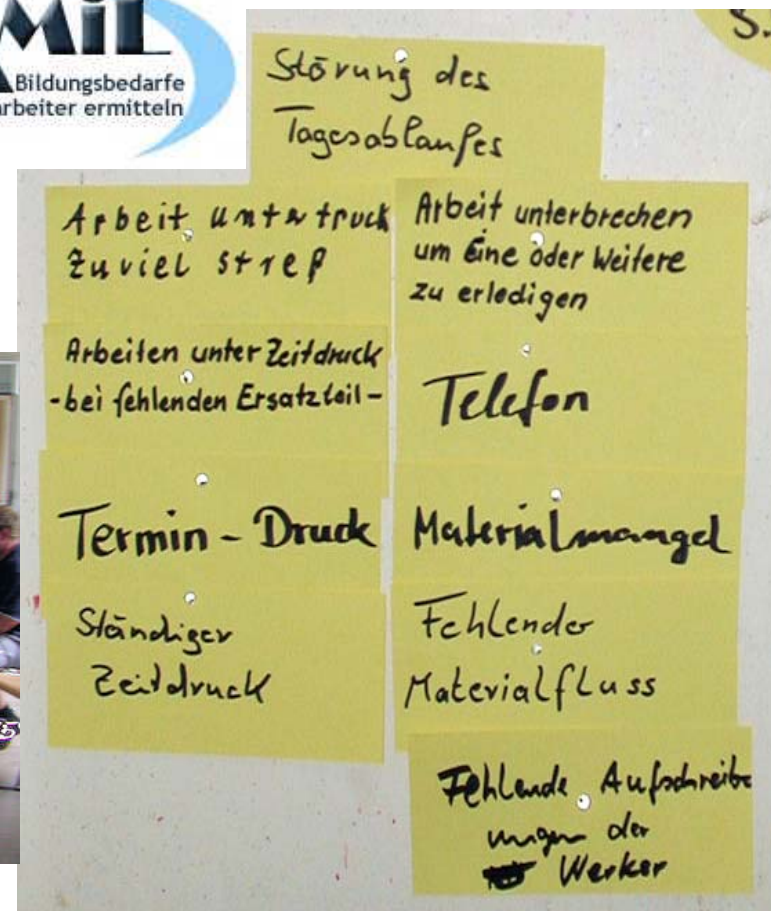 MiL
Bildungsbedarfe
arbeiter ermitteln
S.
Störung des
Tagesablaufes
Arbeit unter truck
zuviel streß
Arbeiten unter Zeitdruck
-bei fehlenden Ersatzteil-
Termin-Druck
Ständiger
Zeitdruck
Arbeit unterbrechen
um Eine oder Weitere
zu erledigen
Telefon
Materialmangel
Fehlender
Materialfluss
Fehlende Aufschreibe
ungen der
Werker